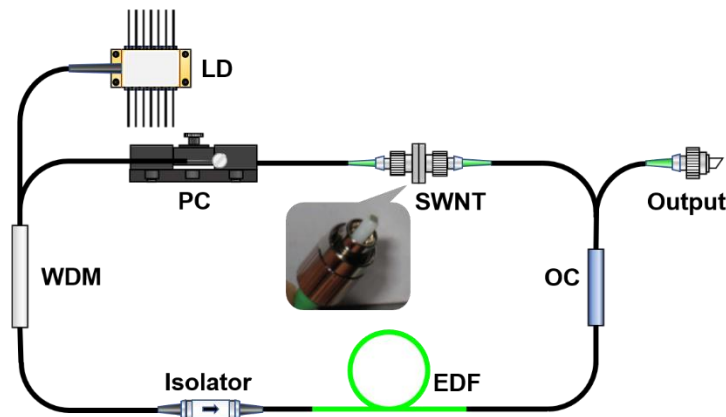 LD
PC
SWNT
Output
WDM
OC
Isolator
EDF